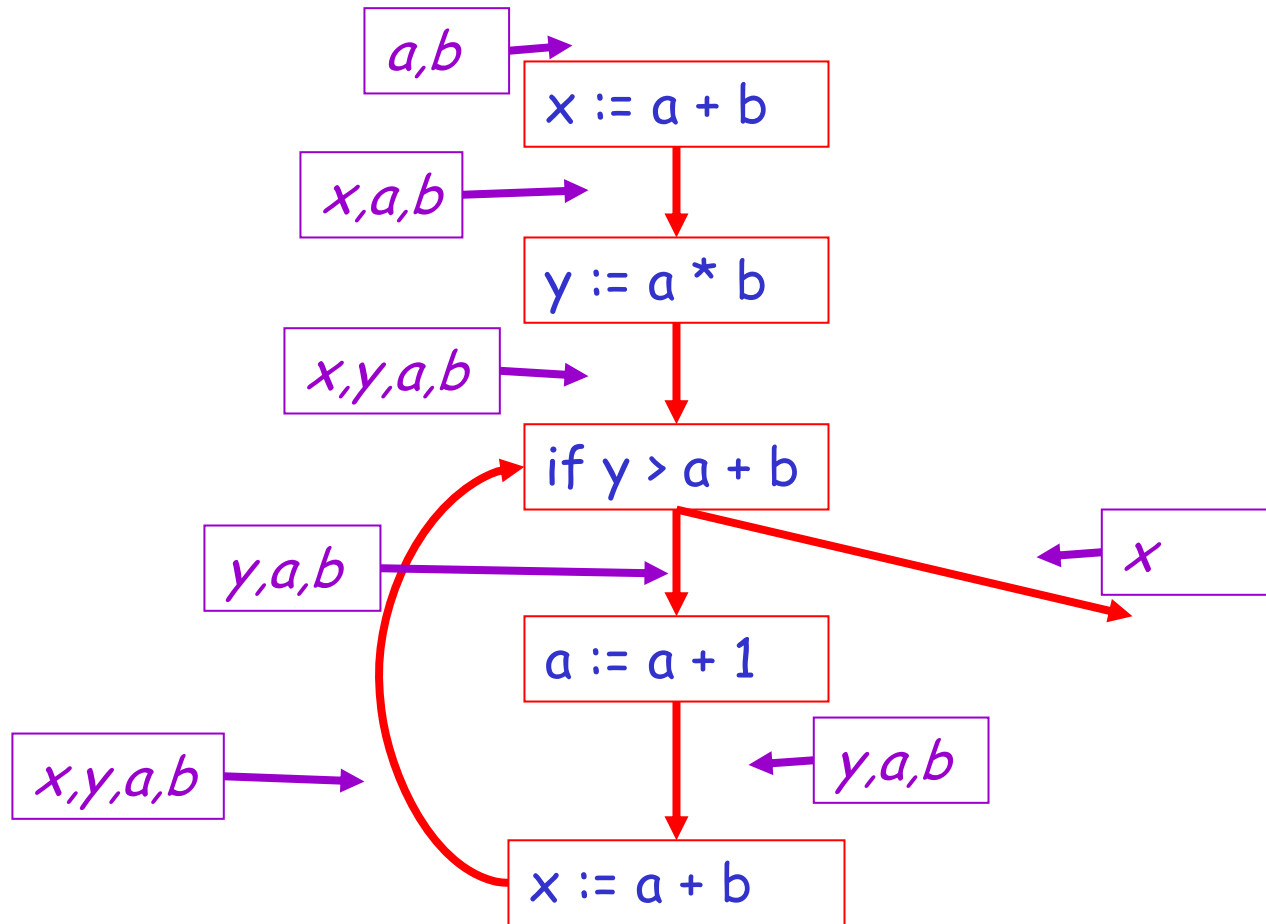 a,b
x := a + b
x,a,b
y := a * b
x,y,a,b
if y > a + b
y,a,b
x
a := a + 1
x,y,a,b
y,a,b
x := a + b